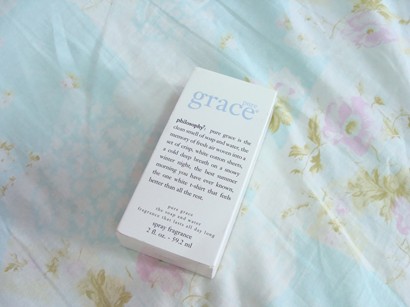 pure
grace
philosophy: pure grace is the
clean smell of soap and water, the
memory of fresh air woven into a
set of crisp, white cotton sheets,
a cold deep breath on a snowy
winter night, the best summer
morning you have ever known,
the one white t-shirt that feels
better than all the rest.
pure grace
the soap and water
fragrance that lasts all day long
spray fragrance
2 fl. oz. - 59.2 ml